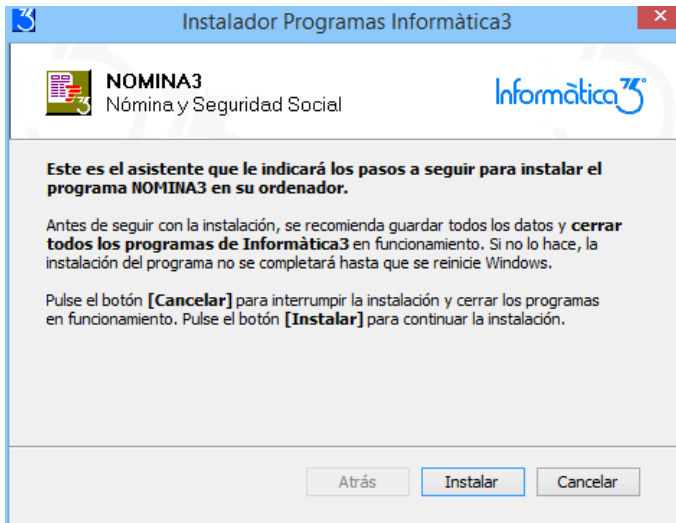 3
Instalador Programas Informàtica3
×
NOMINA3
Nómina y Seguridad Social
3
Informàtica3
Este es el asistente que le indicará los pasos a seguir para instalar el
programa NOMINA3 en su ordenador.
Antes de seguir con la instalación, se recomienda guardar todos los datos y cerrar
todos los programas de Informàtica3 en funcionamiento. Si no lo hace, la
instalación del programa no se completará hasta que se reinicie Windows.
Pulse el botón [Cancelar] para interrumpir la instalación y cerrar los programas
en funcionamiento. Pulse el botón [Instalar] para continuar la instalación.
Atrás
Instalar
Cancelar